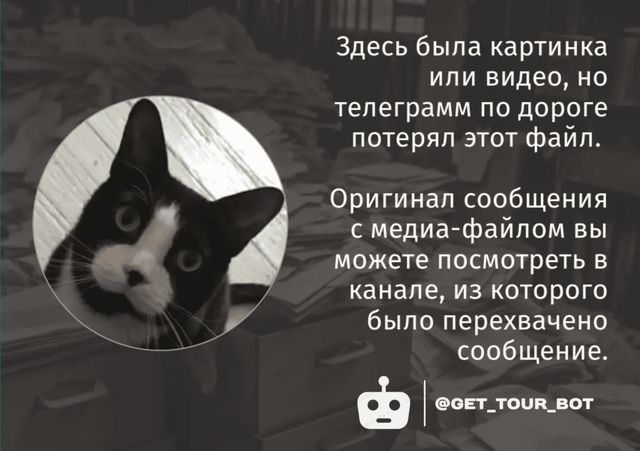 Здесь была картинка
или видео, но
телеграмм по дороге
потерял этот файл.
Оригинал сообщения
с медиа-файлом вы
можете посмотреть в
канале, из которого
было перехвачено
сообщение.
@GET_TOUR_BOT